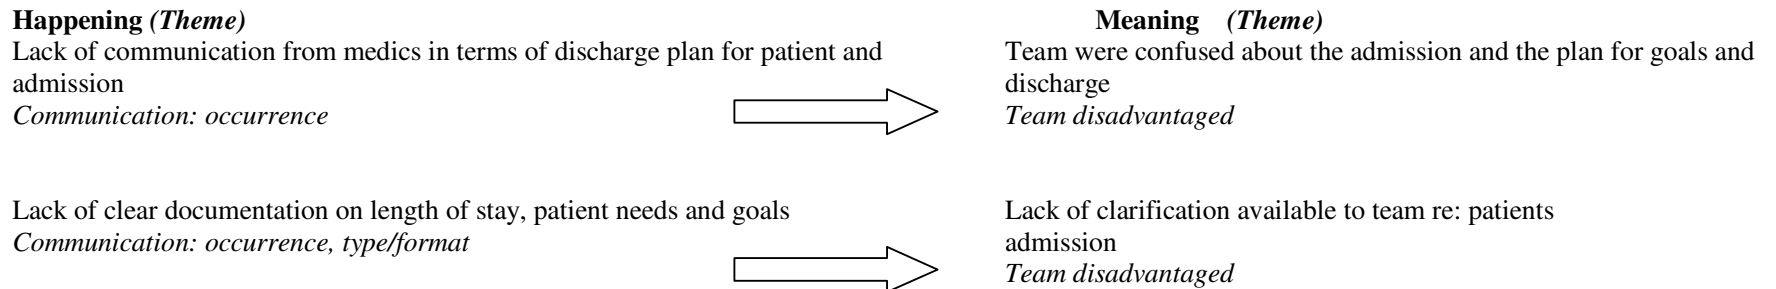 Happening (Theme)
Meaning (Theme)
Lack of communication from medics in terms of discharge plan for patient and
admission
Communication: occurrence
Team were confused about the admission and the plan for goals and
discharge
Team disadvantaged
Lack of clear documentation on length of stay, patient needs and goals
Communication: occurrence, type/format
Lack of clarification available to team re: patients
admission
Team disadvantaged